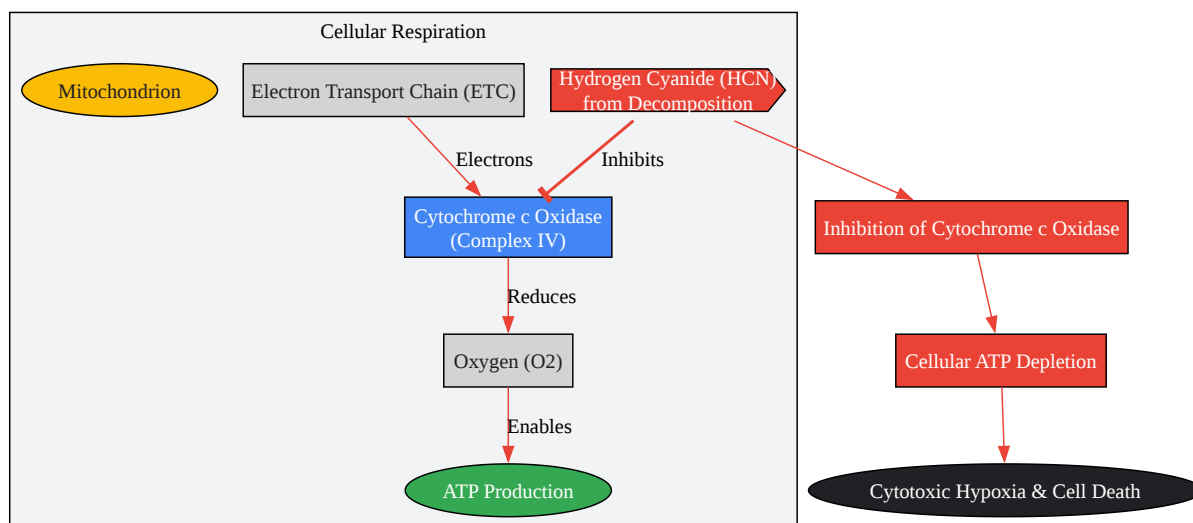 Cellular Respiration
Mitochondrion
Electron Transport Chain (ETC)
Hydrogen Cyanide (HCN)
from Decomposition
Electrons
Inhibits
Cytochrome c Oxidase
(Complex IV)
Inhibition of Cytochrome c Oxidase
Reduces
Oxygen (O2)
Cellular ATP Depletion
Enables
ATP Production
Cytotoxic Hypoxia & Cell Death